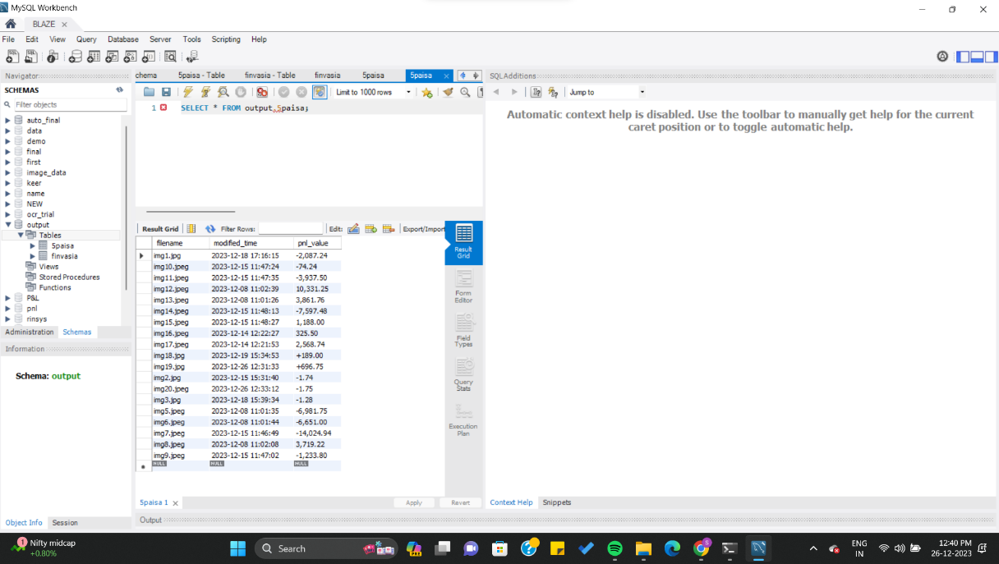 MySQL Workbench
BLAZE
File Edit View Query Database Server Tools Scripting Help
Navigator
SCHEMAS
Filter objects
auto_final
data
demo
final
first
image_data
keer
name
NEW
ocr_trial
output
Tables
5paisa
finvasia
Views
Stored Procedures
Functions
P&L
pnl
rinsys
Administration Schemas
Information
Schema: output
Object Info Session
chema 5paisa - Table finvasia - Table finvasia 5paisa 5paisa
Limit to 1000 rows
1 SELECT * FROM output.5paisa;
Result Grid Filter Rows: Edit: Export/Import
filename modified_time pnl_value
img1.jpg 2023-12-18 17:16:15 -2,087.24
img10.jpeg 2023-12-15 11:47:24 -74.24
img11.jpeg 2023-12-15 11:47:35 -3,937.50
img12.jpeg 2023-12-08 11:02:39 10,331.25
img13.jpeg 2023-12-08 11:01:26 3,861.76
img14.jpeg 2023-12-15 11:48:13 -7,597.48
img15.jpeg 2023-12-15 11:48:27 1,188.00
img16.jpeg 2023-12-14 12:22:27 325.50
img17.jpeg 2023-12-14 12:21:53 2,568.74
img18.jpg 2023-12-19 15:34:53 +189.00
img19.jpg 2023-12-26 12:31:33 +696.75
img2.jpg 2023-12-15 15:31:40 -1.74
img20.jpeg 2023-12-26 12:33:12 -1.75
img3.jpg 2023-12-18 15:39:34 -1.28
img5.jpeg 2023-12-08 11:01:35 -6,981.75
img6.jpeg 2023-12-08 11:01:44 -6,651.00
img7.jpeg 2023-12-15 11:46:49 -14,024.94
img8.jpeg 2023-12-08 11:02:08 3,719.22
img9.jpeg 2023-12-15 11:47:02 -1,233.80
NULL NULL NULL
Result
Grid
Form
Editor
Field
Types
Query
Stats
Execution
Plan
5paisa 1 Apply Revert
Output
SQLAdditions
Jump to
Automatic context help is disabled. Use the toolbar to manually get help for the current
caret position or to toggle automatic help.
Context Help Snippets
1 Nifty midcap
+0.80%
Search
PRE
S
ENG
IN
12:40 PM
26-12-2023